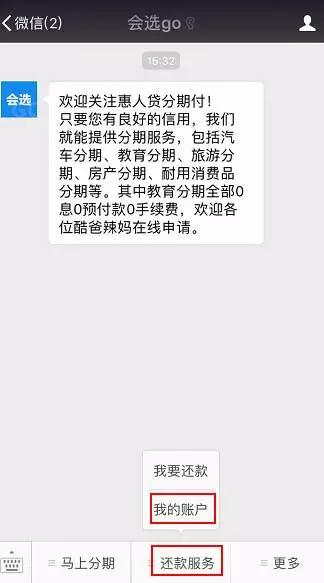 微信(2)
会选go
15:32
会选
欢迎关注惠人贷分期付！
只要您有良好的信用，我们
就能提供分期服务，包括汽
车分期、教育分期、旅游分
期、房产分期、耐用消费品
分期等。其中教育分期全部0
息0预付款0手续费，欢迎各
位酷爸辣妈在线申请。
我要还款
我的账户
马上分期
还款服务
更多